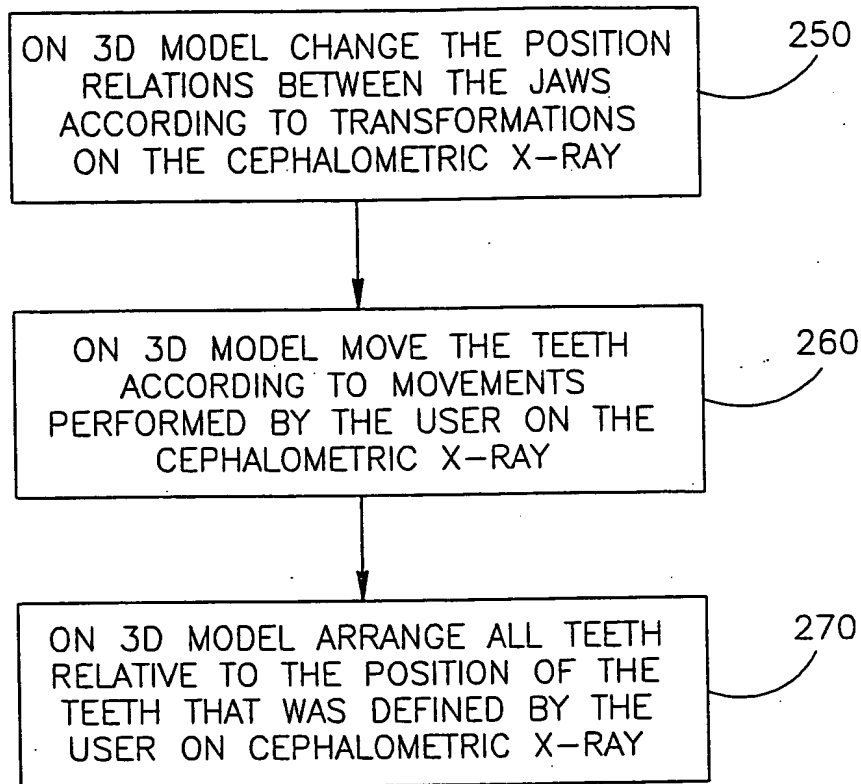 ON 3D MODEL CHANGE THE POSITION
RELATIONS BETWEEN THE JAWS
ACCORDING TO TRANSFORMATIONS
ON THE CEPHALOMETRIC X-RAY
250
ON 3D MODEL MOVE THE TEETH
ACCORDING TO MOVEMENTS
PERFORMED BY THE USER ON THE
CEPHALOMETRIC X-RAY
260
ON 3D MODEL ARRANGE ALL TEETH
RELATIVE TO THE POSITION OF THE
TEETH THAT WAS DEFINED BY THE
USER ON CEPHALOMETRIC X-RAY
270